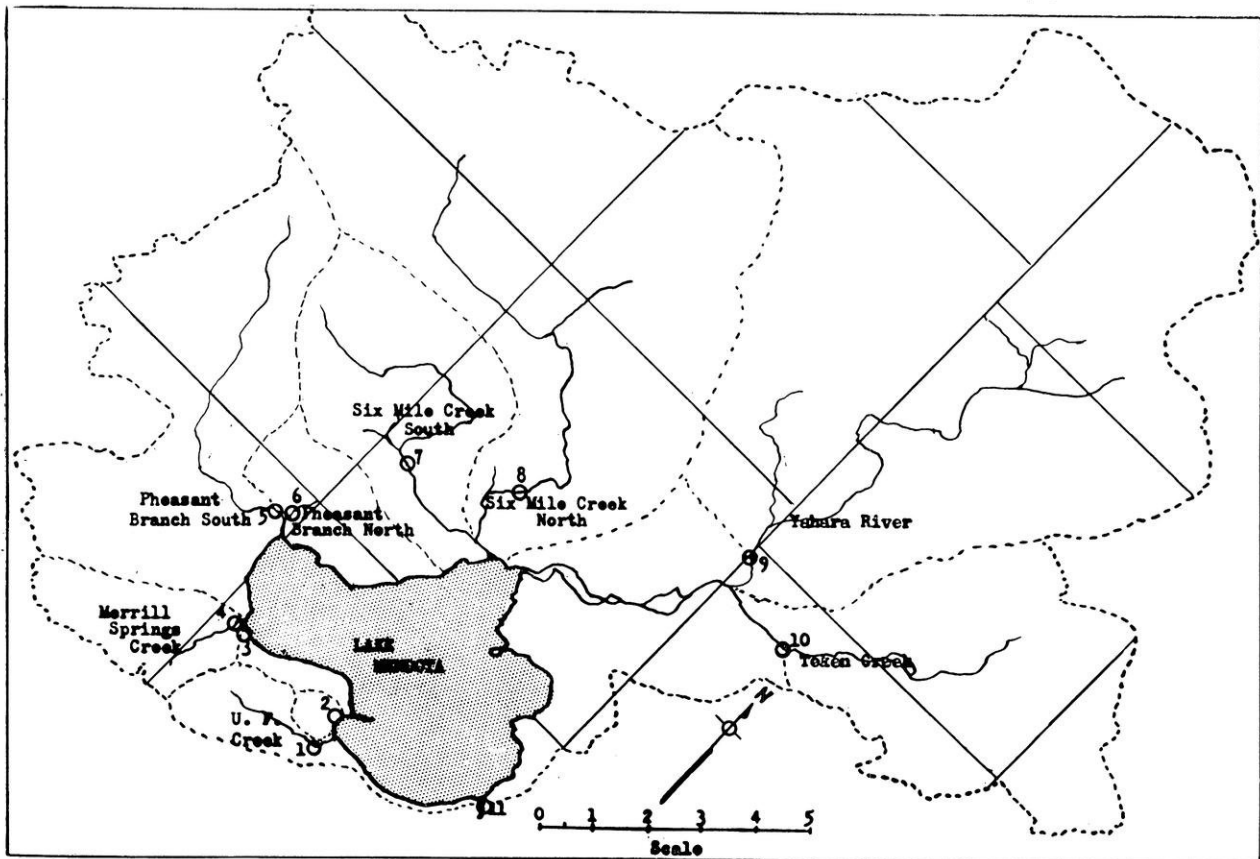 Six Mile Creek
South
7
8
Six Mile Creek
North
Pheasant
Branch South
5
6
Pheasant
Branch North
Yahara River
9
Merrill
Springs
Creek
4
3
LAKE
MENDOTA
10
Token Creek
2
U. W.
Creek
1
N
11
0 1 2 3 4 5
Scale